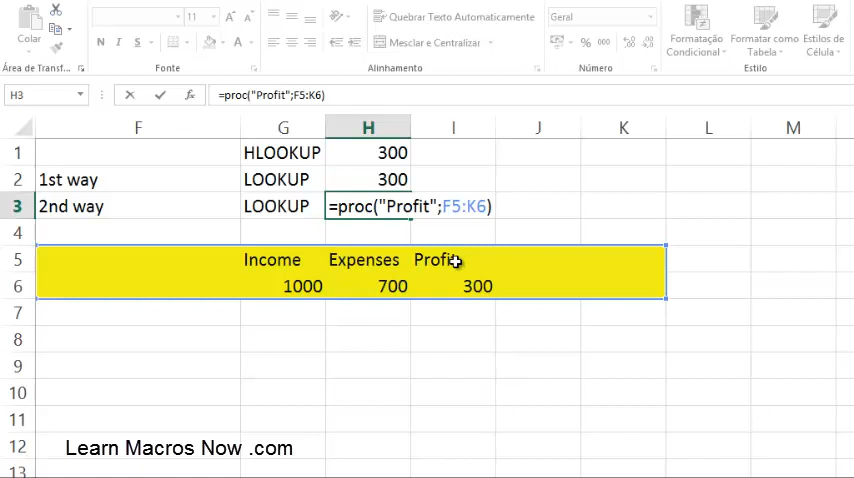 Colar
11
A A
Quebrar Texto Automaticamente
Geral
N I S A
Mesclar e Centralizar
% 000
Formatação Condicional
Formatar como Tabela
Estilos de Célula
Área de Transf...
Fonte
Alinhamento
Número
Estilo
H3
fx
=proc("Profit";F5:K6)
F G H I J K L M
1 HLOOKUP 300
2 1st way LOOKUP 300
3 2nd way LOOKUP =proc("Profit";F5:K6)
4
5 Income Expenses Profit
6 1000 700 300
7
8
9
10
11
12 Learn Macros Now .com
13